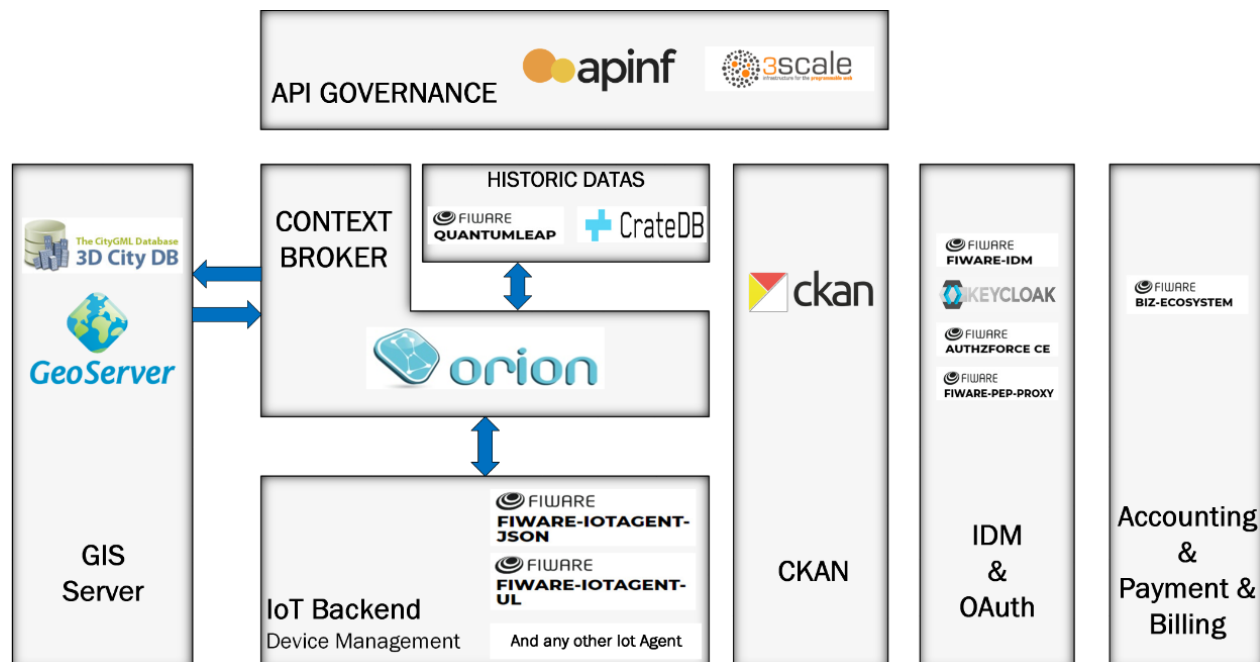 API GOVERNANCE
apinf
3scale
infrastructure for the programmable web
The CityGML Database
3D City DB
GeoServer
GIS
Server
CONTEXT
BROKER
HISTORIC DATAS
FIWARE
QUANTUMLEAP
CrateDB
orion
FIWARE
FIWARE-IOTAGENT-
JSON
FIWARE
FIWARE-IOTAGENT-
UL
And any other Iot Agent
IoT Backend
Device Management
ckan
CKAN
FIWARE
FIWARE-IDM
KEYCLOAK
FIWARE
AUTHZFORCE CE
FIWARE
FIWARE-PEP-PROXY
IDM
&
OAuth
FIWARE
BIZ-ECOSYSTEM
Accounting
&
Payment &
Billing